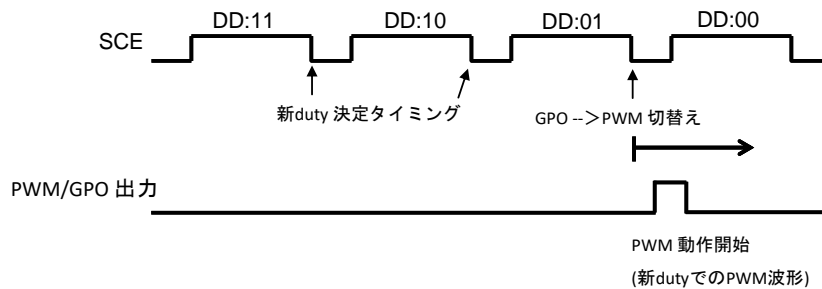 DD:11 DD:10 DD:01 DD:00
SCE
新duty 決定タイミング
GPO -->PWM 切替え
PWM/GPO 出力
PWM 動作開始
(新dutyでのPWM波形)